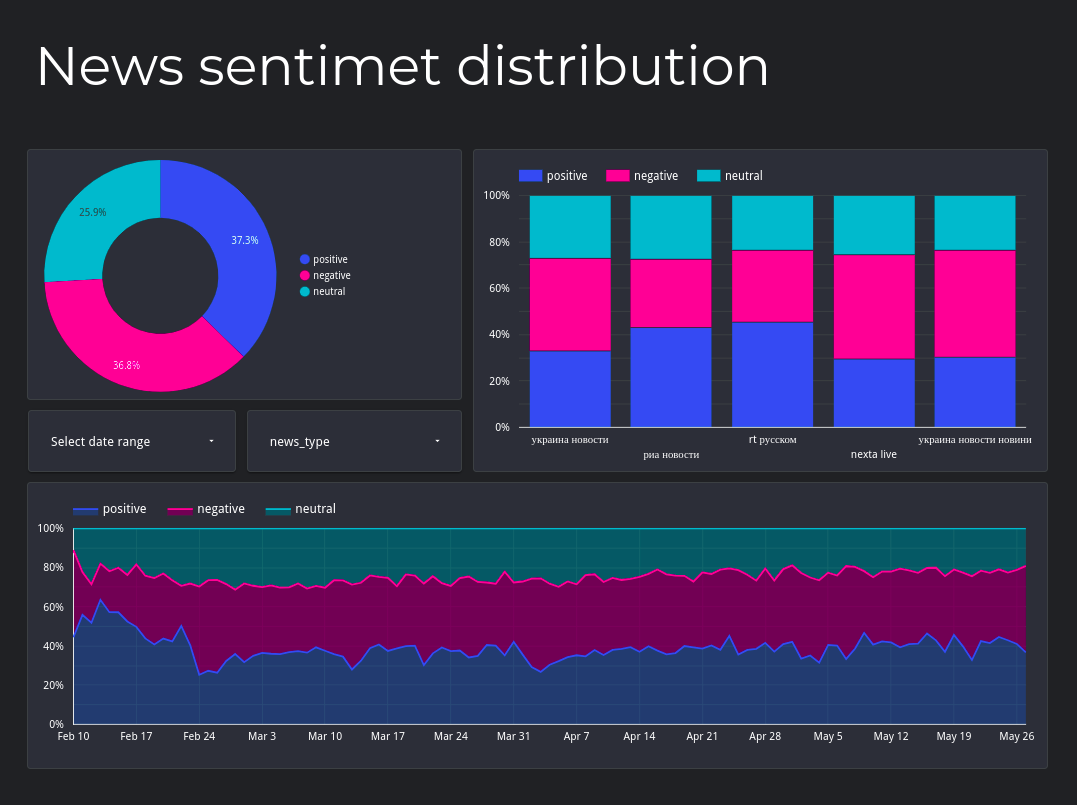 News sentimet distribution
25.9%
37.3%
36.8%
positive
negative
neutral
Select date range
news_type
positive negative neutral
100%
80%
60%
40%
20%
0%
украина новости
риа новости
rt русском
nexta live
украина новости новини
positive negative neutral
100%
80%
60%
40%
20%
0%
Feb 10 Feb 17 Feb 24 Mar 3 Mar 10 Mar 17 Mar 24 Mar 31 Apr 7 Apr 14 Apr 21 Apr 28 May 5 May 12 May 19 May 26